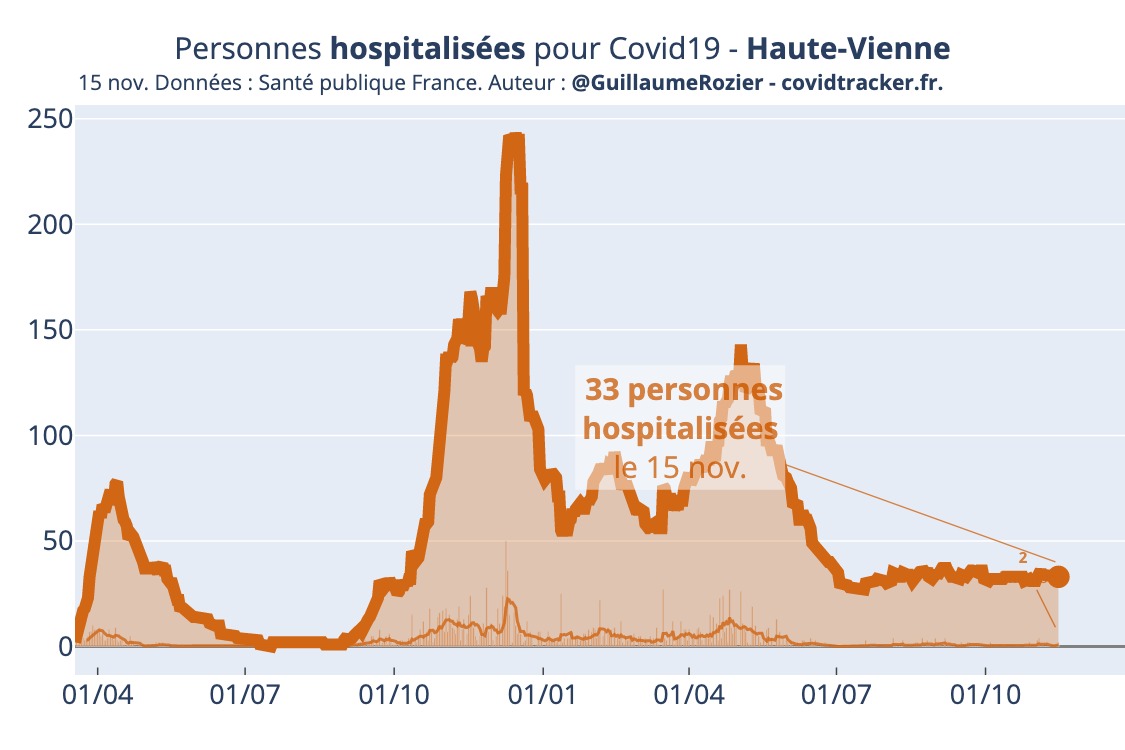 Personnes hospitalisées pour Covid19 - Haute-Vienne
15 nov. Données : Santé publique France. Auteur : @GuillaumeRozier - covidtracker.fr.
250
200
150
100
50
0
33 personnes
hospitalisées
le 15 nov.
2
01/04 01/07 01/10 01/01 01/04 01/07 01/10